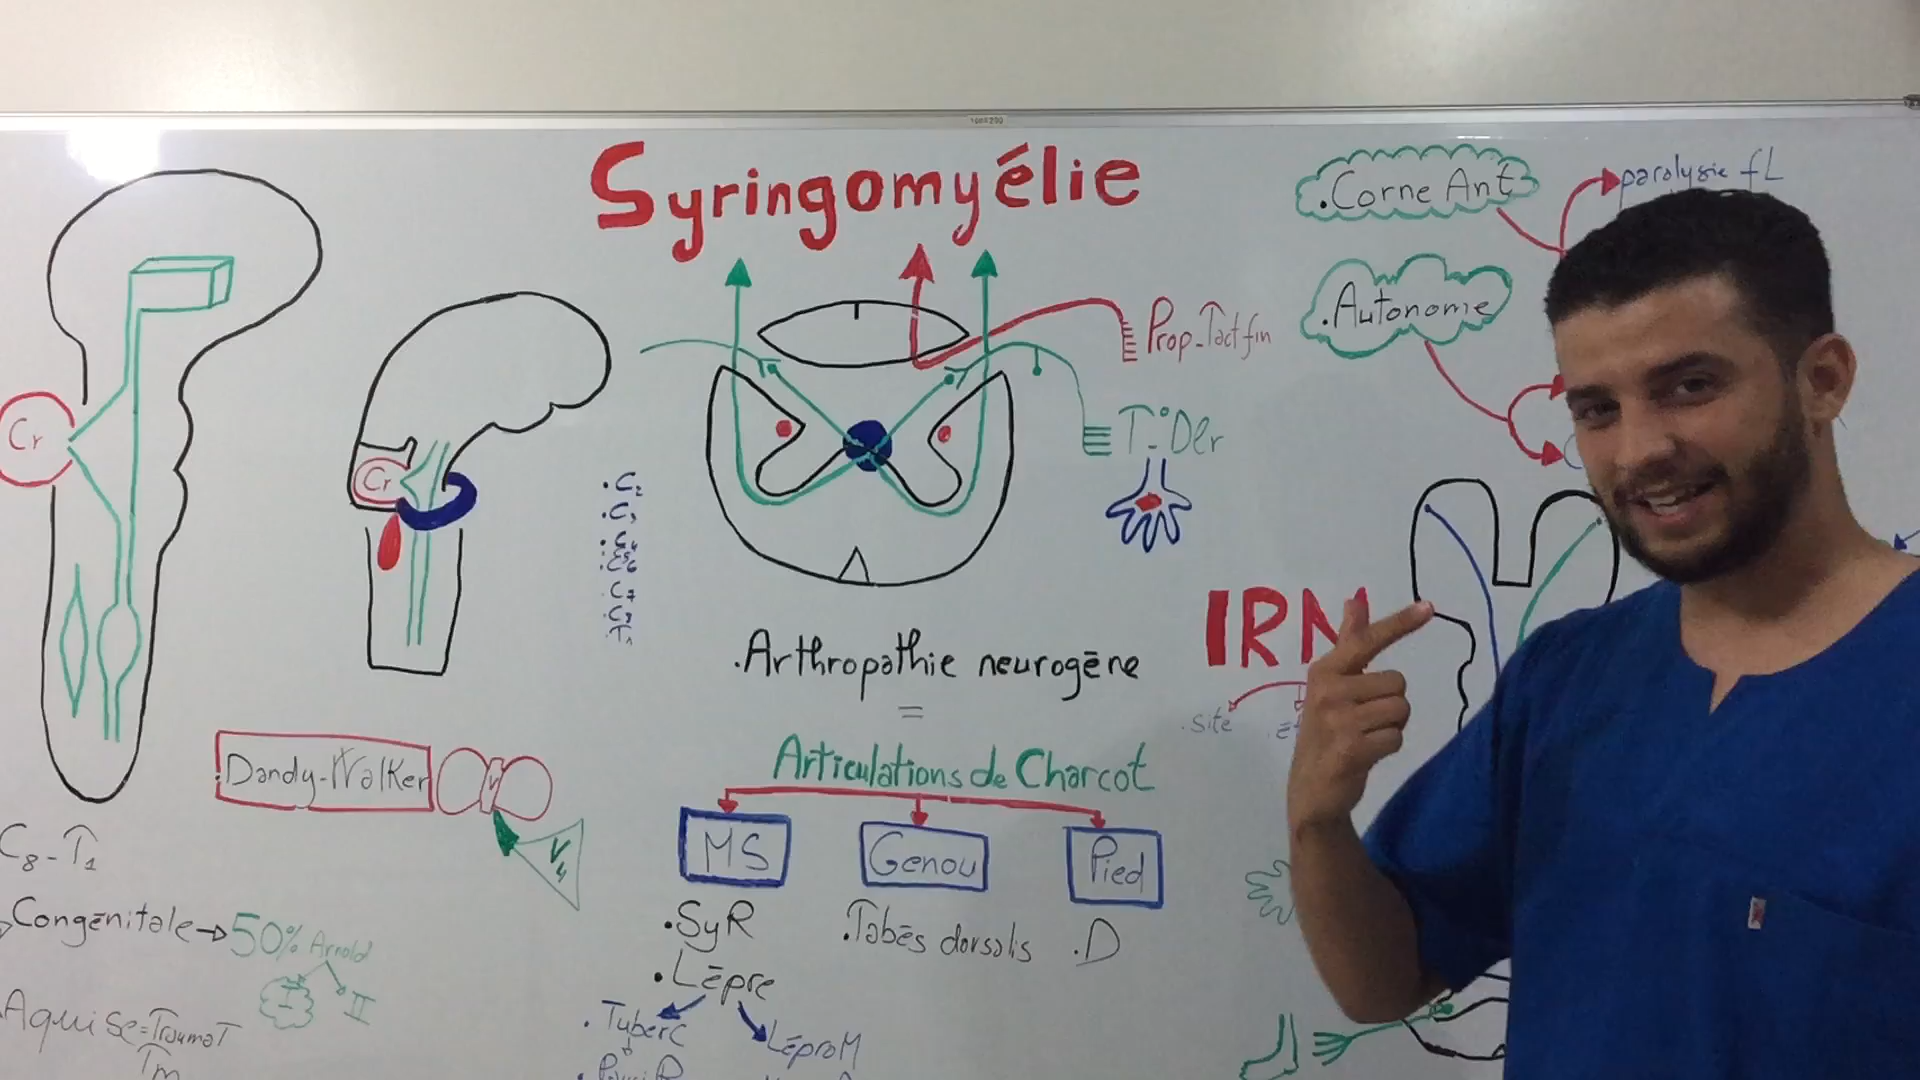 Syringomyélie
.Corne Ant
paralysie fL
.Autonome
Prop-Tact fin
T°-Dlr
Cr
Cr
.C2
.C3
.C4
.C5
.C6
.C7
.C8
.T1
.Arthropathie neurogène
=
Articulations de Charcot
MS
Genou
Pied
.SyR
.Tabès dorsalis
.D
.Lèpre
.Tuberc
.LéproM
IRM
.site
.Dandy-Walker
V
V4
C8-T1
Congénitale → 50% Arnold
I
II
Aquise=TraumaT
Tm